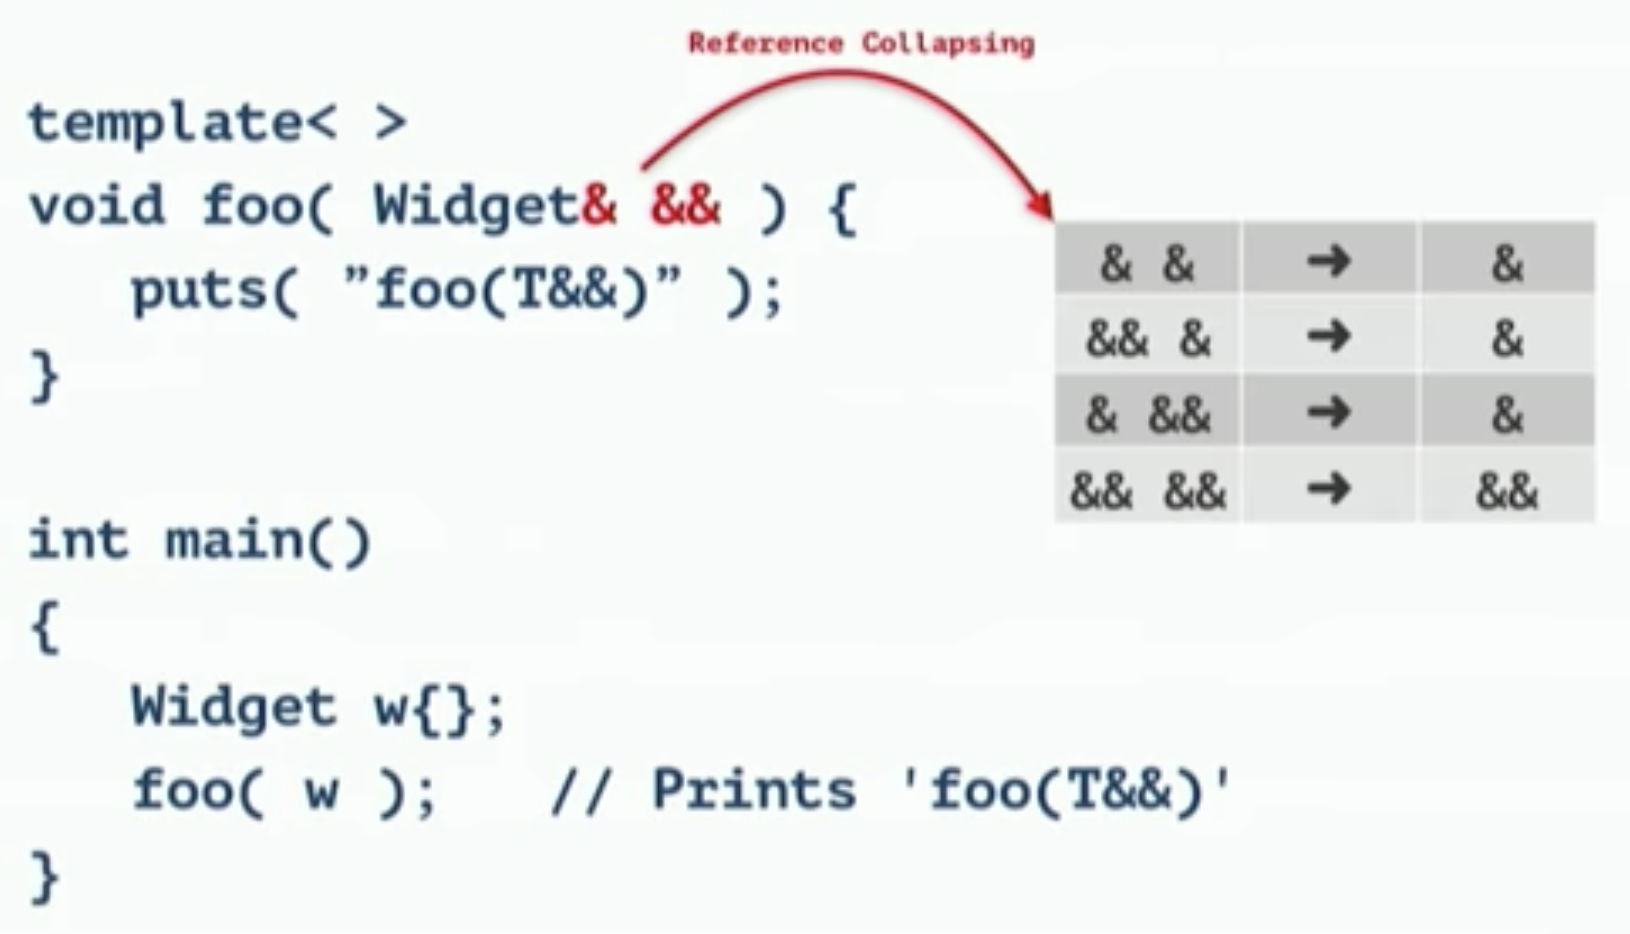 Reference Collapsing
template< >
void foo( Widget& && ) {
puts( ”foo(T&&)” );
}
& & → &
&& & → &
& && → &
&& && → &&
int main()
{
Widget w{};
foo( w ); // Prints 'foo(T&&)'
}